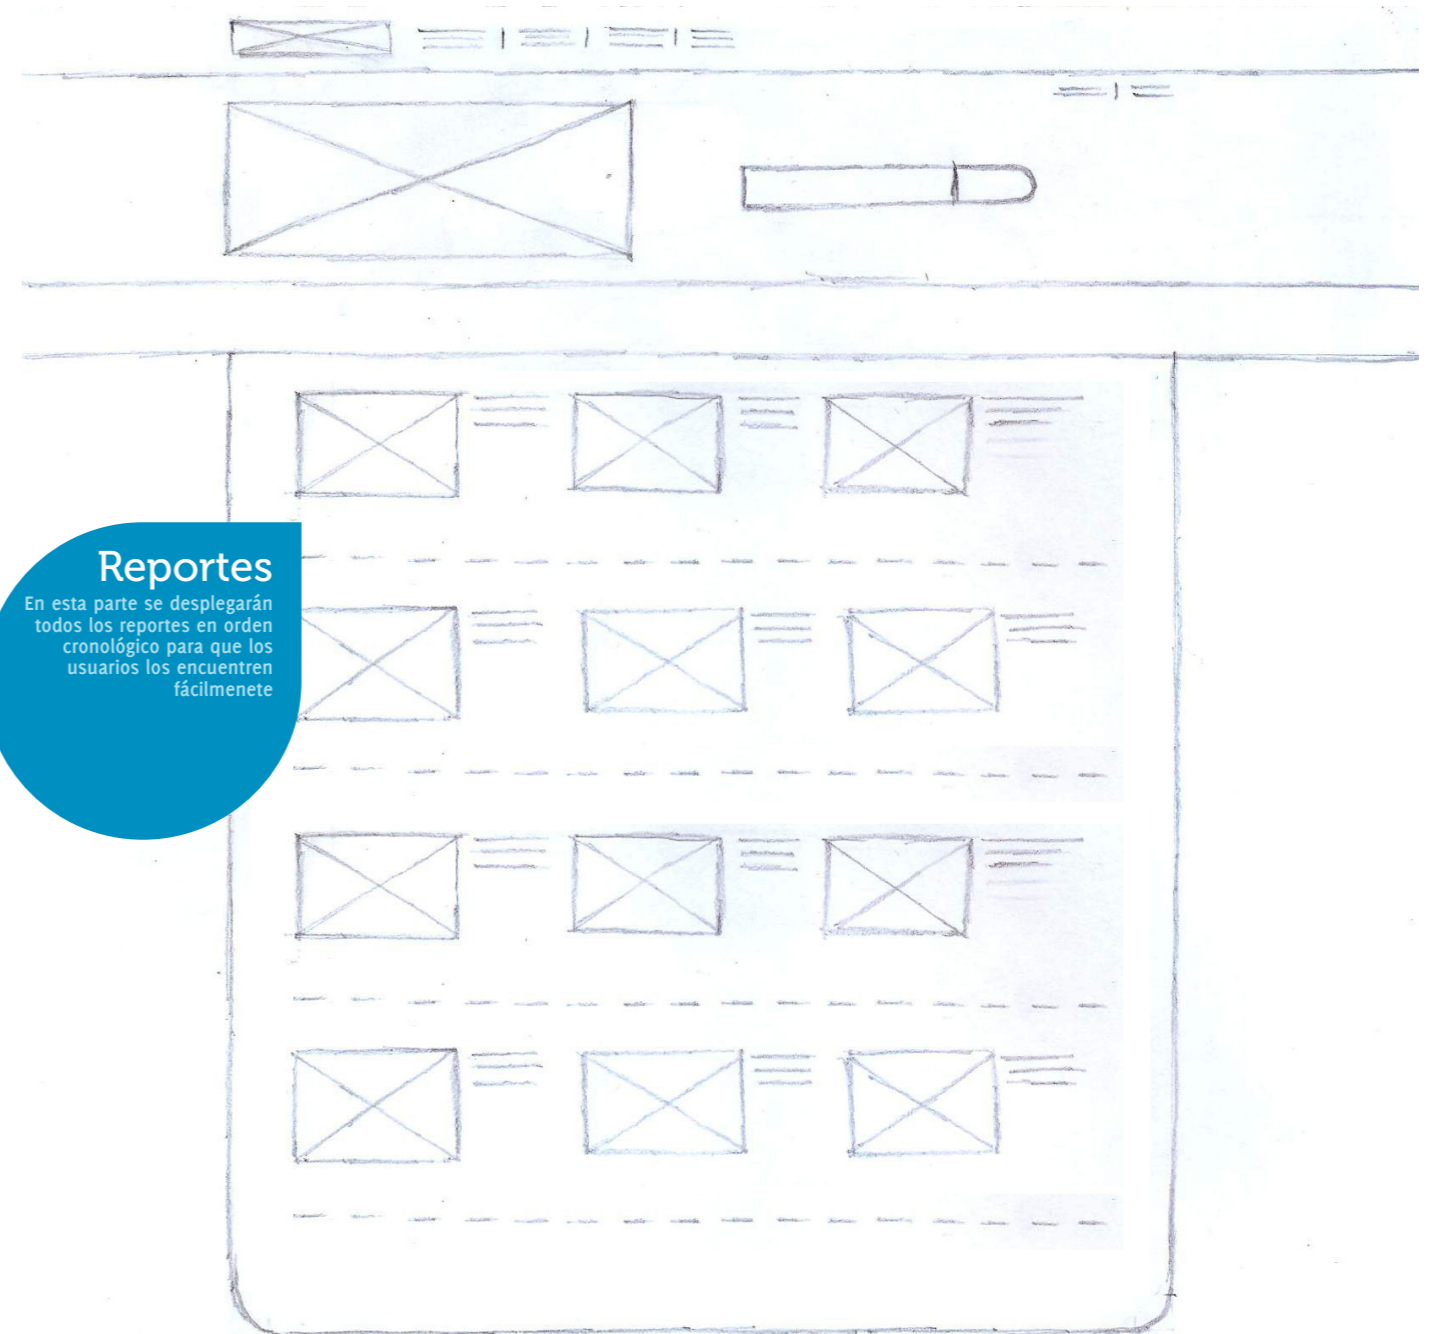 Reportes
En esta parte se desplegarán
todos los reportes en orden
cronológico para que los
usuarios los encuentren
fácilmenete